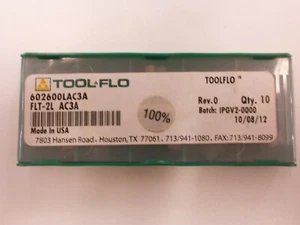 TOOL-FLO
TOOLFLO™
602600LAC3A
FLT-2L AC3A
Rev.0 Qty. 10
Batch: IPGV2-0000
10/08/12
100%
Made in USA
7803 Hansen Road. Houston, TX 77061. 713/941-1080. FAX:713/941-8099